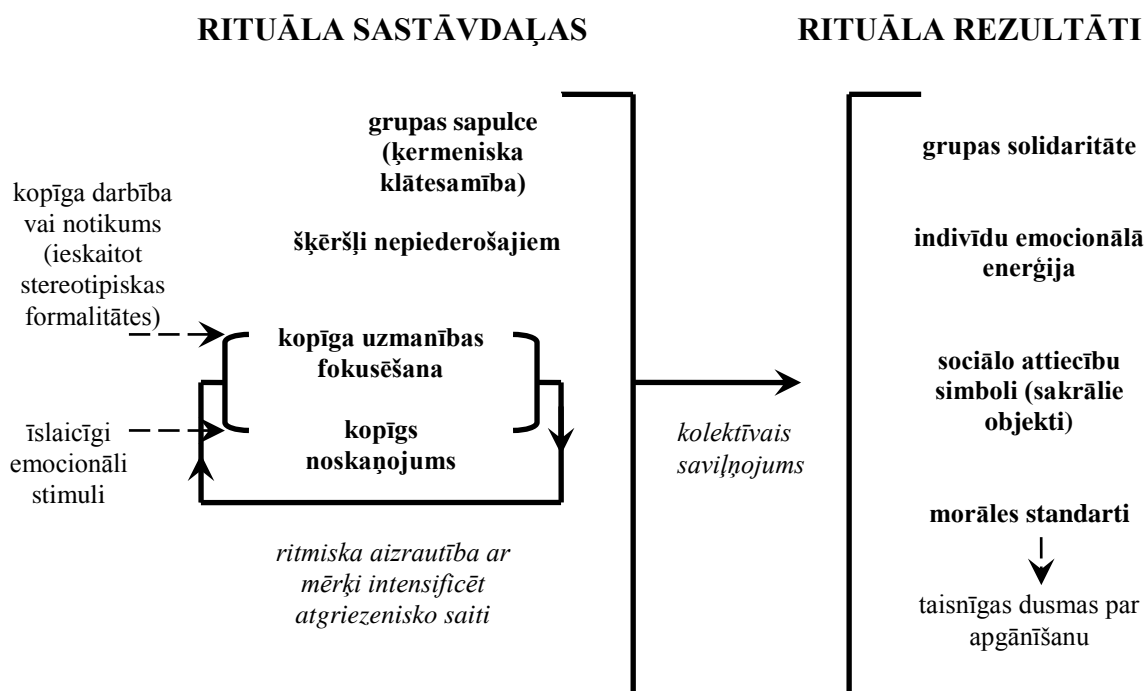 RITUĀLA SASTĀVDAĻAS
RITUĀLA REZULTĀTI
kopīga darbība
vai notikums
(ieskaitot
stereotipiskas
formalitātes)
īslaicīgi
emocionāli
stimuli
grupas sapulce
(ķermeniska
klātesamība)
šķēršļi nepiederošajiem
kopīga uzmanības
fokusēšana
kopīgs
noskaņojums
ritmiska aizrautība ar
mērķi intensificēt
atgriezenisko saiti
kolektīvais
saviļņojums
grupas solidaritāte
indivīdu emocionālā
enerģija
sociālo attiecību
simboli (sakrālie
objekti)
morāles standarti
taisnīgas dusmas par
apgānīšanu